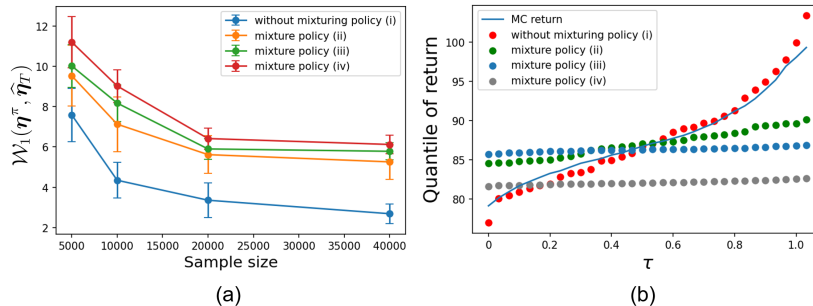 𝒲₁(𝜼^π, 𝜼̂_T)
12
10
8
6
4
2
without mixturing policy (i)
mixture policy (ii)
mixture policy (iii)
mixture policy (iv)
5000 10000 15000 20000 25000 30000 35000 40000
Sample size
(a)
Quantile of return
100
95
90
85
80
MC return
without mixturing policy (i)
mixture policy (ii)
mixture policy (iii)
mixture policy (iv)
0 0.2 0.4 0.6 0.8 1.0
τ
(b)